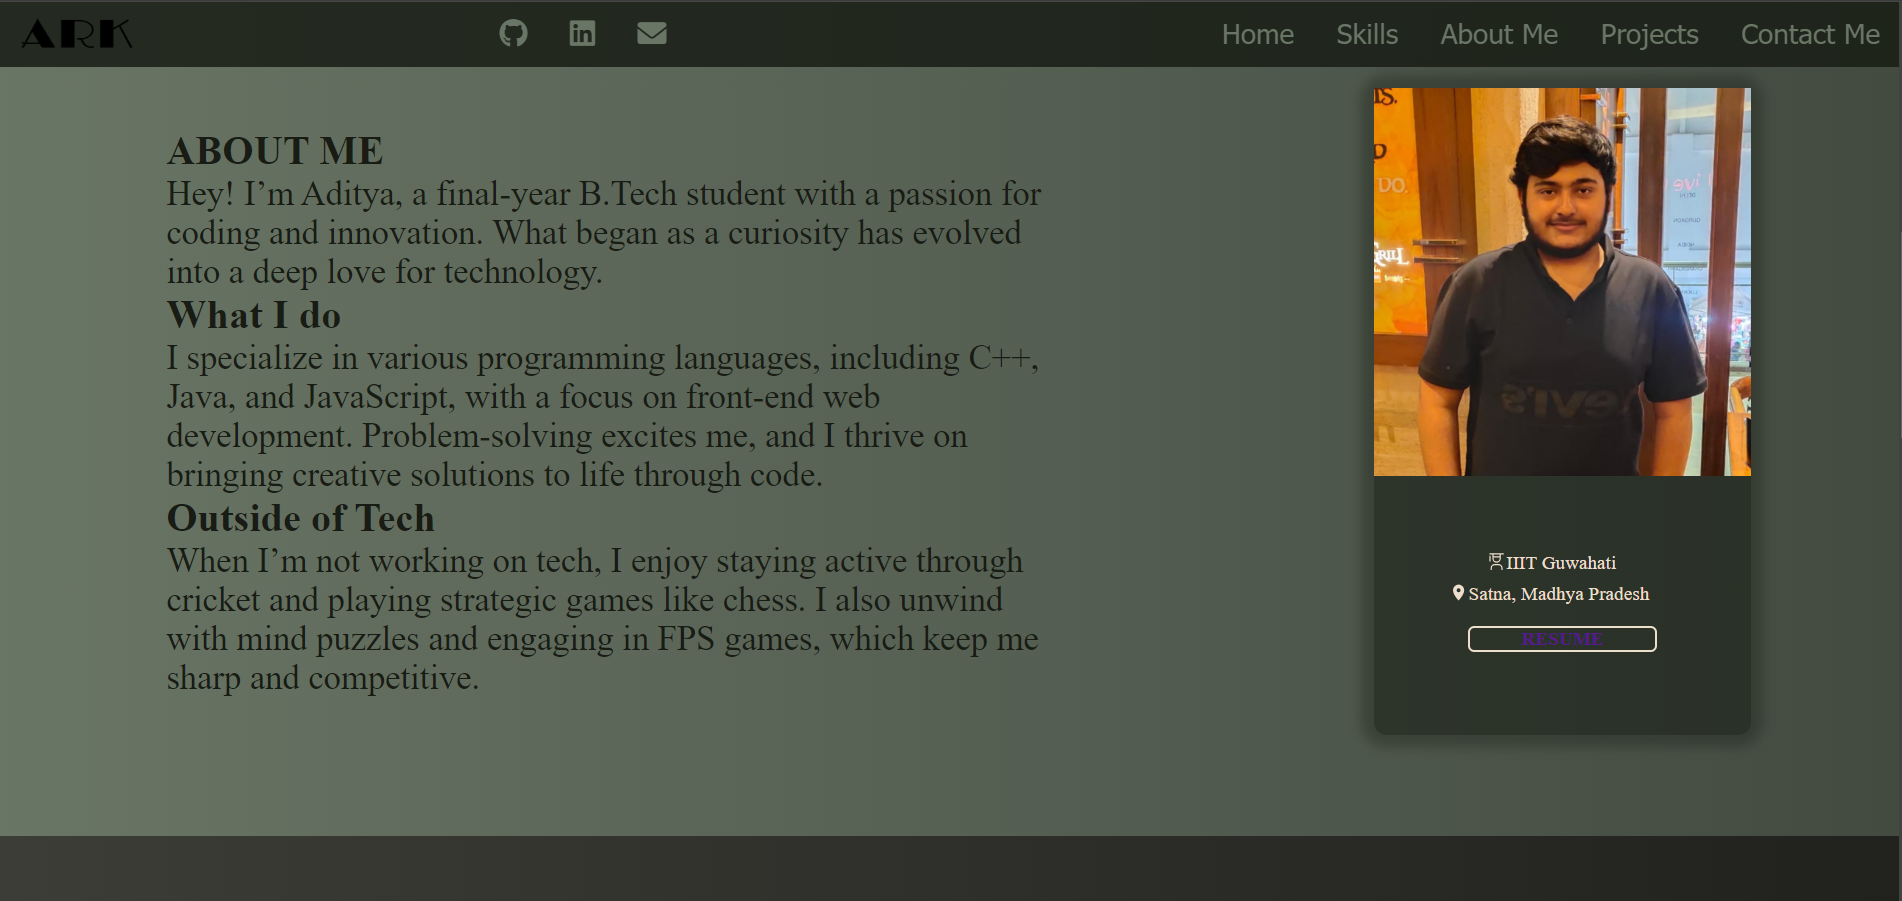 ARK
Home Skills About Me Projects Contact Me
ABOUT ME
Hey! I’m Aditya, a final-year B.Tech student with a passion for
coding and innovation. What began as a curiosity has evolved
into a deep love for technology.
What I do
I specialize in various programming languages, including C++,
Java, and JavaScript, with a focus on front-end web
development. Problem-solving excites me, and I thrive on
bringing creative solutions to life through code.
Outside of Tech
When I’m not working on tech, I enjoy staying active through
cricket and playing strategic games like chess. I also unwind
with mind puzzles and engaging in FPS games, which keep me
sharp and competitive.
DO.
GRILL
Levi's
IIIT Guwahati
Satna, Madhya Pradesh
RESUME